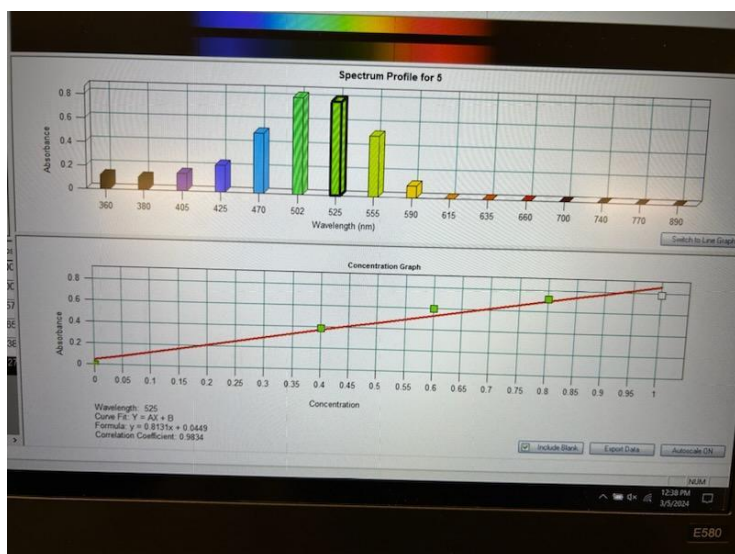 Spectrum Profile for 5
Absorbance
0.8
0.6
0.4
0.2
0
360 380 405 425 470 502 525 555 590 615 635 660 700 740 770 890
Wavelength (nm)
Switch to Line Graph
Concentration Graph
Absorbance
0.8
0.6
0.4
0.2
0
0 0.05 0.1 0.15 0.2 0.25 0.3 0.35 0.4 0.45 0.5 0.55 0.6 0.65 0.7 0.75 0.8 0.85 0.9 0.95 1
Concentration
Wavelength: 525
Curve Fit: Y = AX + B
Formula: y = 0.8131x + 0.0449
Correlation Coefficient: 0.9834
Include Blank
Export Data
Autoscale ON
NUM
12:38 PM
3/5/2024
E580